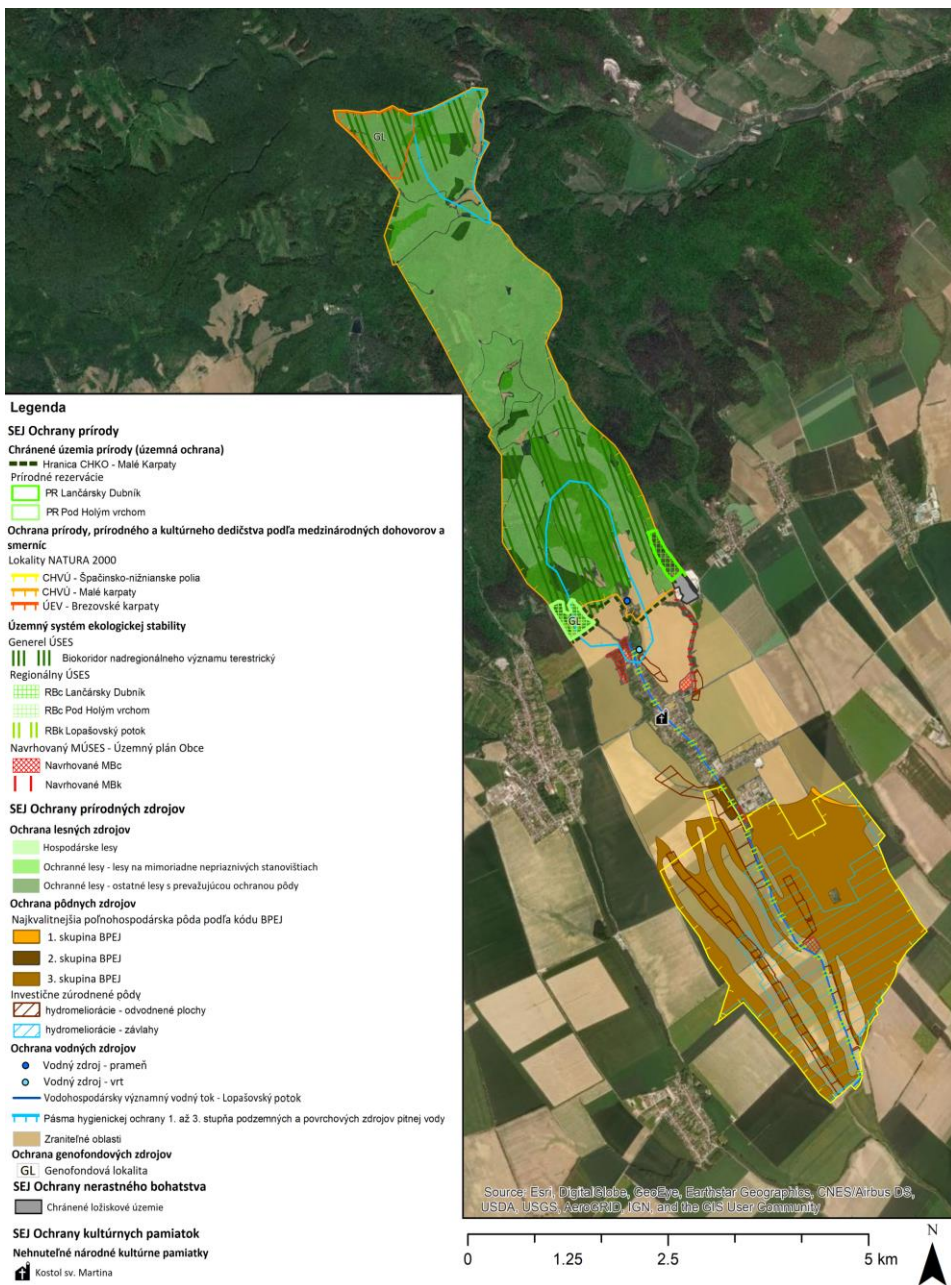 GL
GL
Legenda
SEJ Ochrany prírody
Chránené územia prírody (územná ochrana)
Hranica CHKO - Malé Karpaty
Prírodné rezervácie
PR Lančársky Dubník
PR Pod Holým vrchom
Ochrana prírody, prírodného a kultúrneho dedičstva podľa medzinárodných dohovorov a
smerníc
Lokality NATURA 2000
CHVÚ - Špačinsko-nižnianske polia
CHVÚ - Malé karpaty
ÚEV - Brezovské karpaty
Územný systém ekologickej stability
Generel ÚSES
Biokoridor nadregionálneho významu terestrický
Regionálny ÚSES
RBc Lančársky Dubník
RBc Pod Holým vrchom
RBk Lopašovský potok
Navrhovaný MÚSES - Územný plán Obce
Navrhované MBc
Navrhované MBk
SEJ Ochrany prírodných zdrojov
Ochrana lesných zdrojov
Hospodárske lesy
Ochranné lesy - lesy na mimoriadne nepriaznivých stanovištiach
Ochranné lesy - ostatné lesy s prevažujúcou ochranou pôdy
Ochrana pôdnych zdrojov
Najkvalitnejšia poľnohospodárska pôda podľa kódu BPEJ
1. skupina BPEJ
2. skupina BPEJ
3. skupina BPEJ
Investične zúrodnené pôdy
hydromeliorácie - odvodnené plochy
hydromeliorácie - závlahy
Ochrana vodných zdrojov
Vodný zdroj - prameň
Vodný zdroj - vrt
Vodohospodársky významný vodný tok - Lopašovský potok
Pásma hygienickej ochrany 1. až 3. stupňa podzemných a povrchových zdrojov pitnej vody
Zraniteľné oblasti
Ochrana genofondových zdrojov
GL Genofondová lokalita
SEJ Ochrany nerastného bohatstva
Chránené ložiskové územie
SEJ Ochrany kultúrnych pamiatok
Nehnuteľné národné kultúrne pamiatky
Kostol sv. Martina
Source: Esri, DigitalGlobe, GeoEye, Earthstar Geographics, CNES/Airbus DS,
USDA, USGS, AeroGRID, IGN, and the GIS User Community
0 1.25 2.5 5 km
N